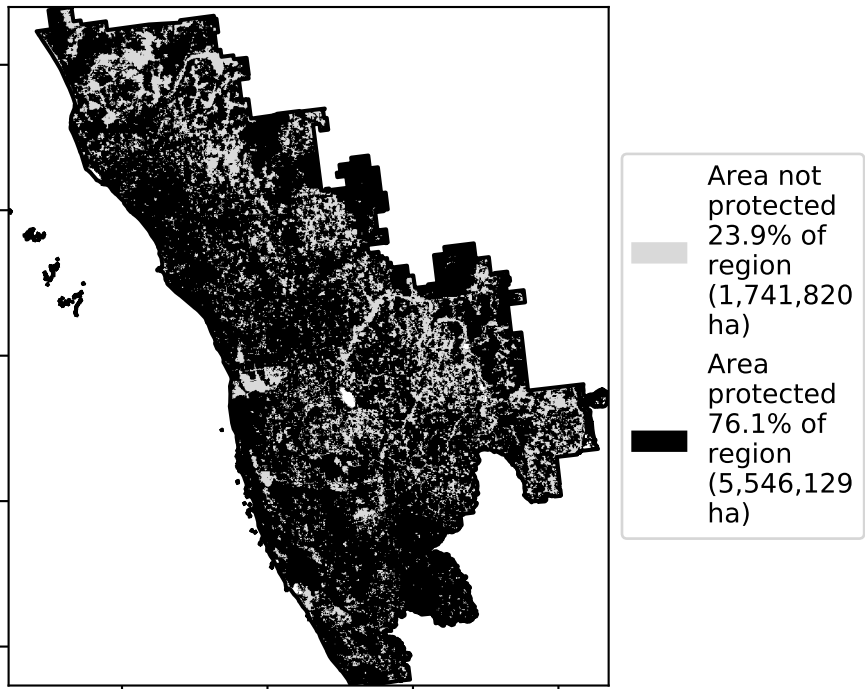 Area not
protected
23.9% of
region
(1,741,820
ha)
Area
protected
76.1% of
region
(5,546,129
ha)